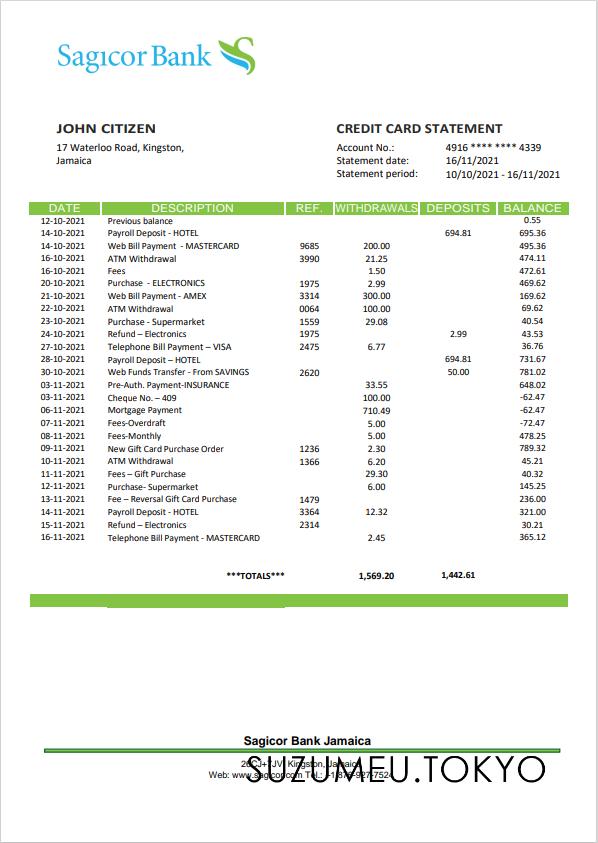 Sagicor Bank
JOHN CITIZEN
17 Waterloo Road, Kingston,
Jamaica
CREDIT CARD STATEMENT
Account No.: 4916 **** **** 4339
Statement date: 16/11/2021
Statement period: 10/10/2021 - 16/11/2021
DATE DESCRIPTION REF. WITHDRAWALS DEPOSITS BALANCE
12-10-2021 Previous balance 0.55
14-10-2021 Payroll Deposit - HOTEL 694.81 695.36
14-10-2021 Web Bill Payment - MASTERCARD 9685 200.00 495.36
16-10-2021 ATM Withdrawal 3990 21.25 474.11
16-10-2021 Fees 1.50 472.61
20-10-2021 Purchase - ELECTRONICS 1975 2.99 469.62
21-10-2021 Web Bill Payment - AMEX 3314 300.00 169.62
22-10-2021 ATM Withdrawal 0064 100.00 69.62
23-10-2021 Purchase - Supermarket 1559 29.08 40.54
24-10-2021 Refund – Electronics 1975 2.99 43.53
27-10-2021 Telephone Bill Payment – VISA 2475 6.77 36.76
28-10-2021 Payroll Deposit – HOTEL 694.81 731.67
30-10-2021 Web Funds Transfer - From SAVINGS 2620 50.00 781.02
03-11-2021 Pre-Auth. Payment-INSURANCE 33.55 648.02
03-11-2021 Cheque No. – 409 100.00 -62.47
06-11-2021 Mortgage Payment 710.49 -62.47
07-11-2021 Fees-Overdraft 5.00 -72.47
08-11-2021 Fees-Monthly 5.00 478.25
09-11-2021 New Gift Card Purchase Order 1236 2.30 789.32
10-11-2021 ATM Withdrawal 1366 6.20 45.21
11-11-2021 Fees – Gift Purchase 29.30 40.32
12-11-2021 Purchase- Supermarket 6.00 145.25
13-11-2021 Fee – Reversal Gift Card Purchase 1479 236.00
14-11-2021 Payroll Deposit - HOTEL 3364 12.32 321.00
15-11-2021 Refund – Electronics 2314 30.21
16-11-2021 Telephone Bill Payment - MASTERCARD 2.45 365.12
***TOTALS*** 1,569.20 1,442.61
Sagicor Bank Jamaica
Kingston, Jamaica
Web: www.sagicor.com Tel.: +1 876-927-7524
SUZUMEU.TOKYO